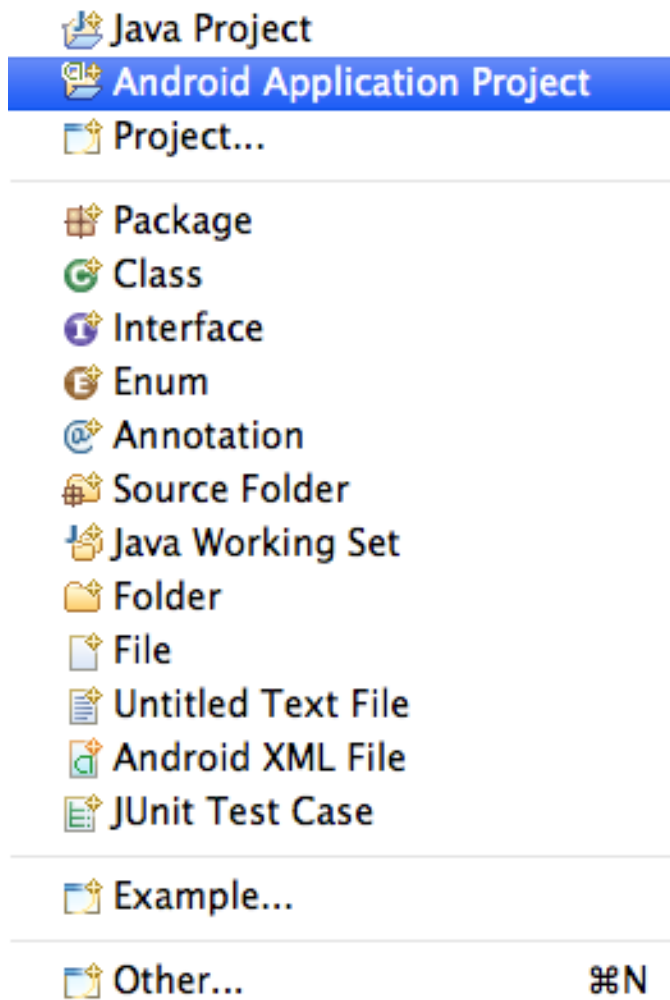 Java Project
Android Application Project
Project...
Package
Class
Interface
Enum
Annotation
Source Folder
Java Working Set
Folder
File
Untitled Text File
Android XML File
JUnit Test Case
Example...
Other... ⌘N